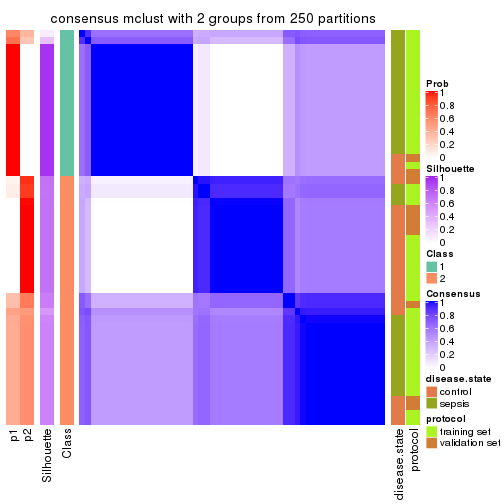 consensus mclust with 2 groups from 250 partitions
Prob
1
0.8
0.6
0.4
0.2
0
Silhouette
1
0.8
0.6
0.4
0.2
0
Class
1
2
Consensus
1
0.8
0.6
0.4
0.2
0
disease.state
control
sepsis
protocol
training set
validation set
p1
p2
Silhouette
Class
disease.state
protocol